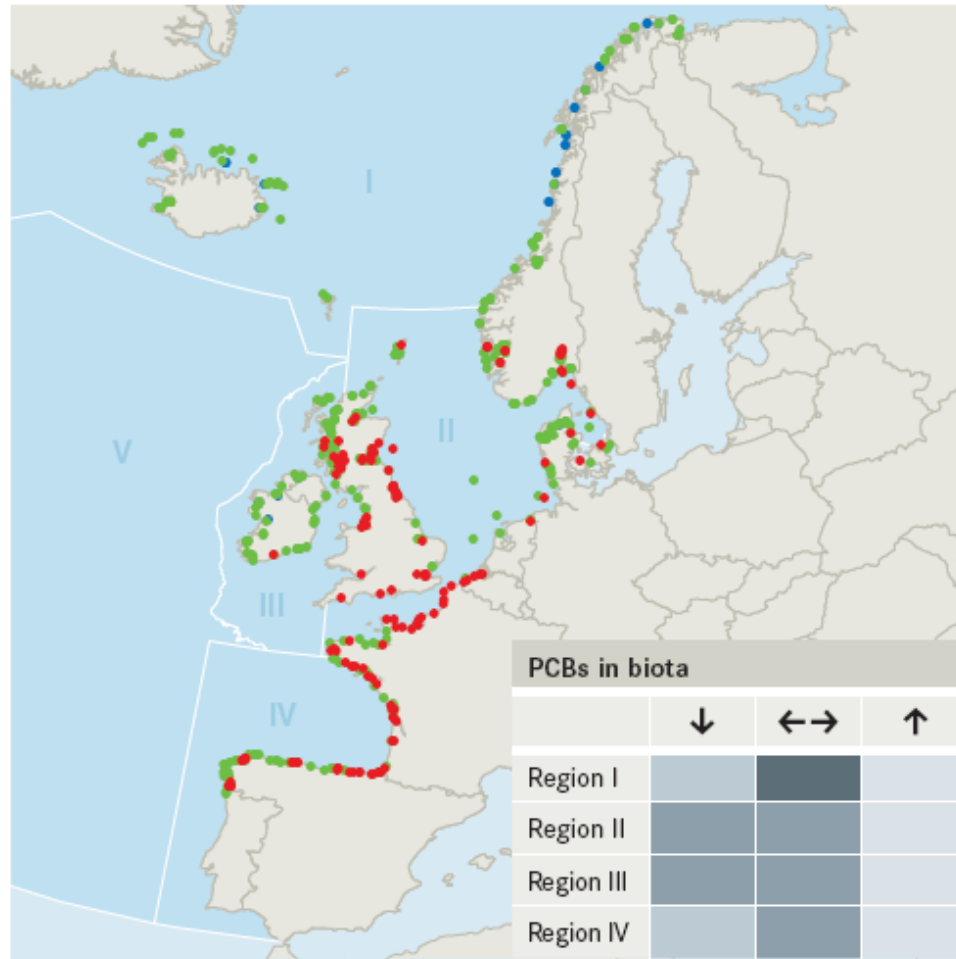 I
II
V
III
IV
PCBs in biota
↓ ←→ ↑
Region I
Region II
Region III
Region IV